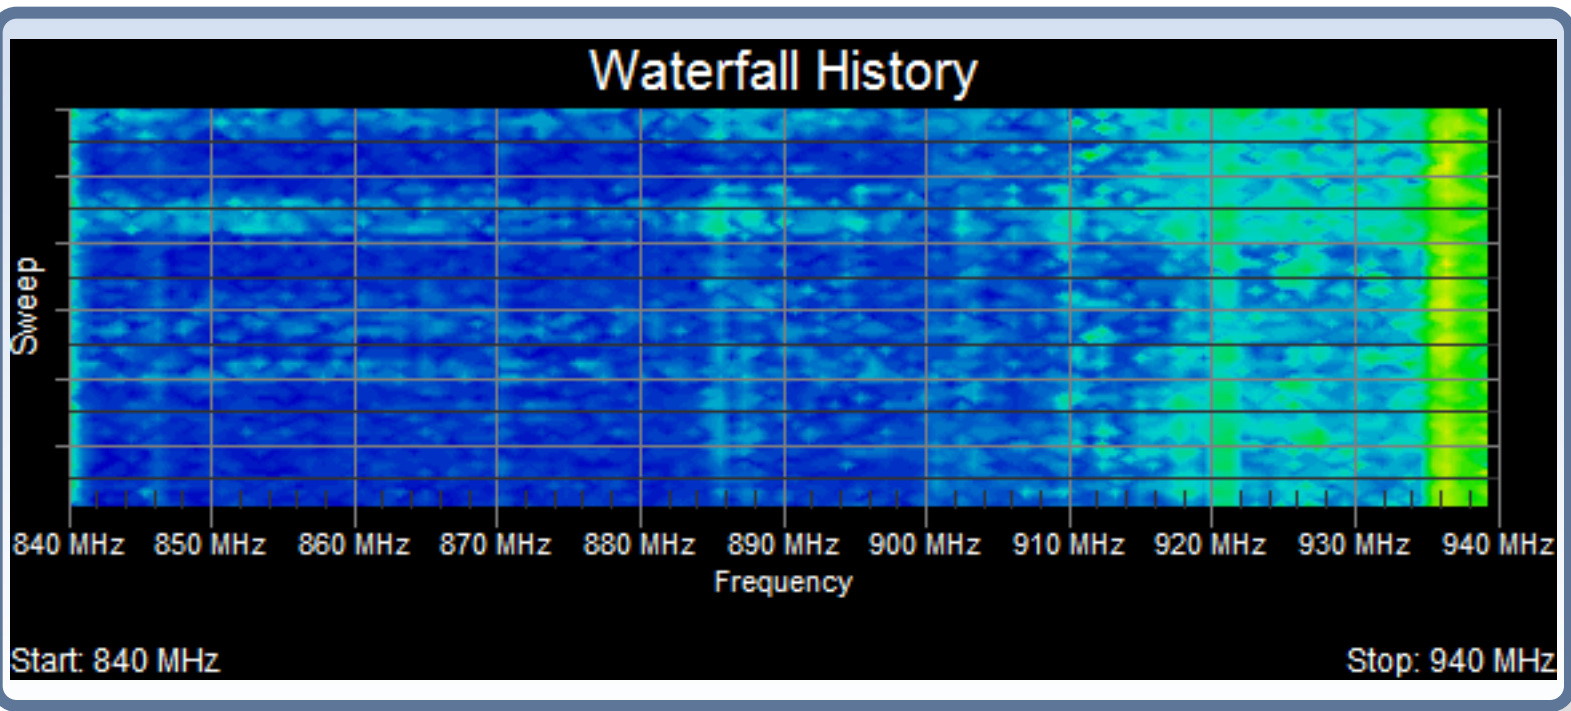 Waterfall History
Sweep
840 MHz 850 MHz 860 MHz 870 MHz 880 MHz 890 MHz 900 MHz 910 MHz 920 MHz 930 MHz 940 MHz
Frequency
Start: 840 MHz Stop: 940 MHz